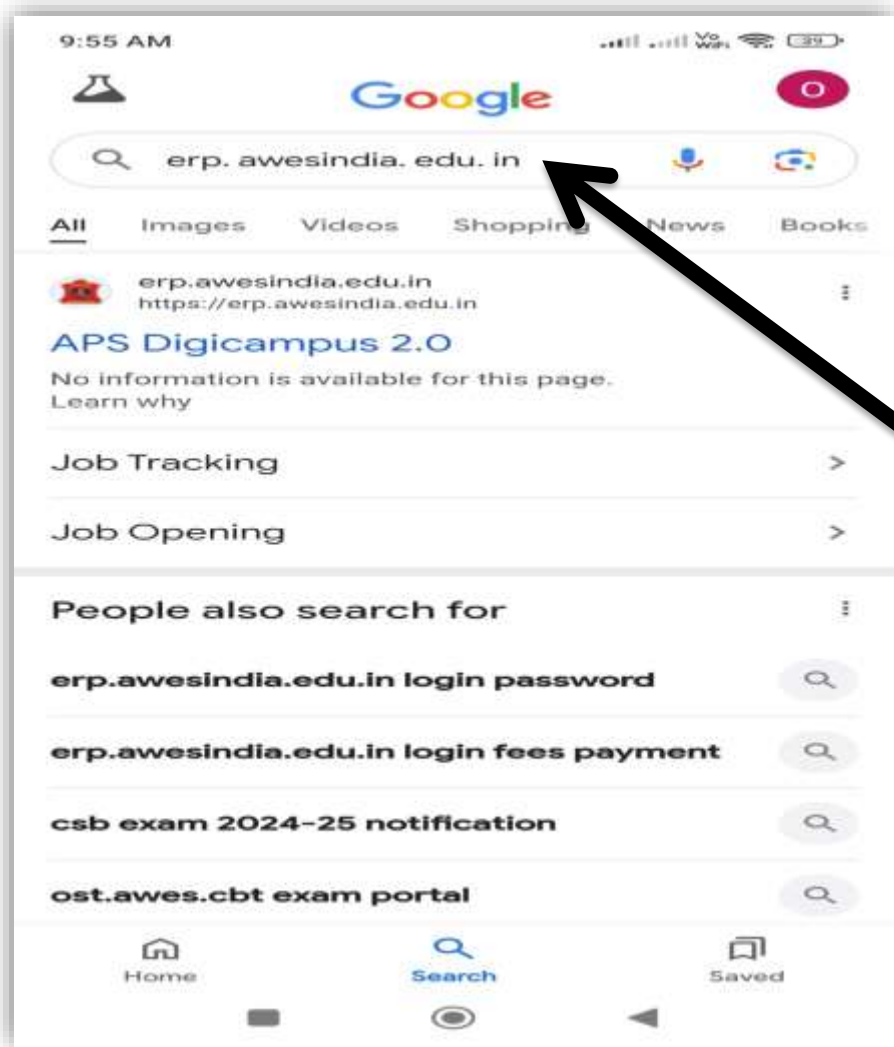 9:55 AM
Vo WiFi 39
Google
O
erp. awesindia. edu. in
All Images Videos Shopping News Books
erp.awesindia.edu.in
https://erp.awesindia.edu.in
APS Digicampus 2.0
No information is available for this page.
Learn why
Job Tracking
Job Opening
People also search for
erp.awesindia.edu.in login password
erp.awesindia.edu.in login fees payment
csb exam 2024-25 notification
ost.awes.cbt exam portal
Home Search Saved